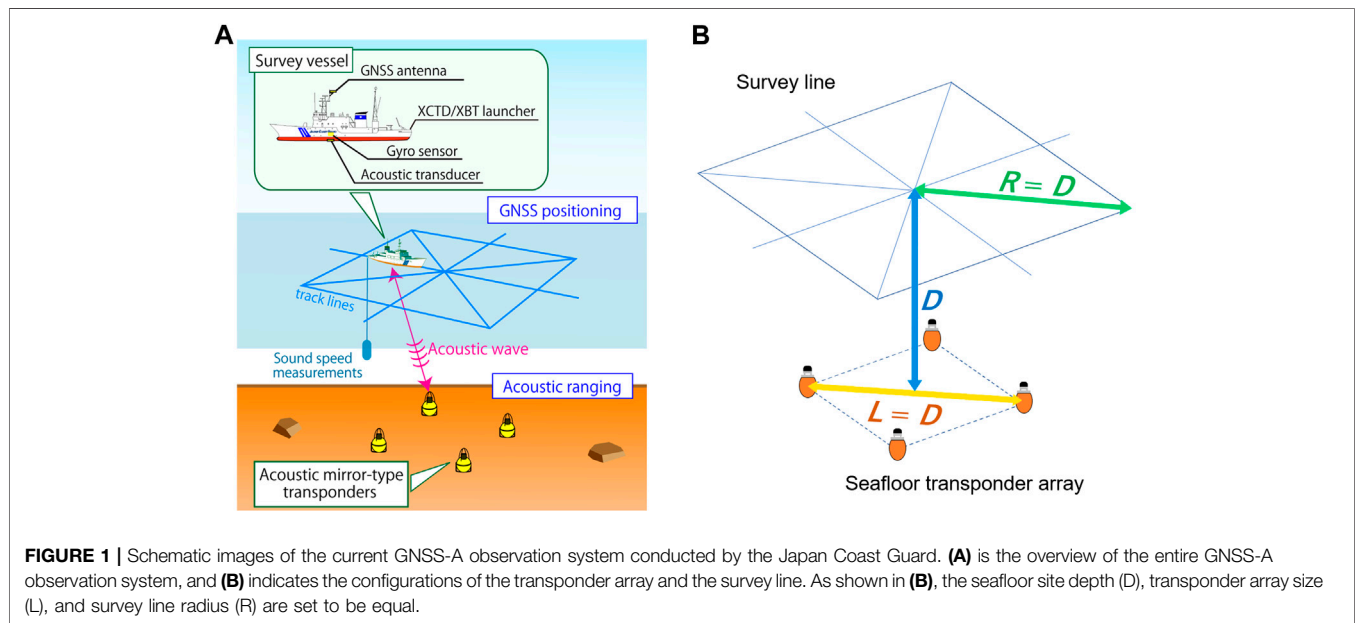 A
Survey vessel
GNSS antenna
XCTD/XBT launcher
Gyro sensor
Acoustic transducer
GNSS positioning
track lines
Sound speed
measurements
Acoustic wave
Acoustic ranging
Acoustic mirror-type
transponders
B
Survey line
R = D
D
L = D
Seafloor transponder array
FIGURE 1 | Schematic images of the current GNSS-A observation system conducted by the Japan Coast Guard. (A) is the overview of the entire GNSS-A
observation system, and (B) indicates the configurations of the transponder array and the survey line. As shown in (B), the seafloor site depth (D), transponder array size
(L), and survey line radius (R) are set to be equal.